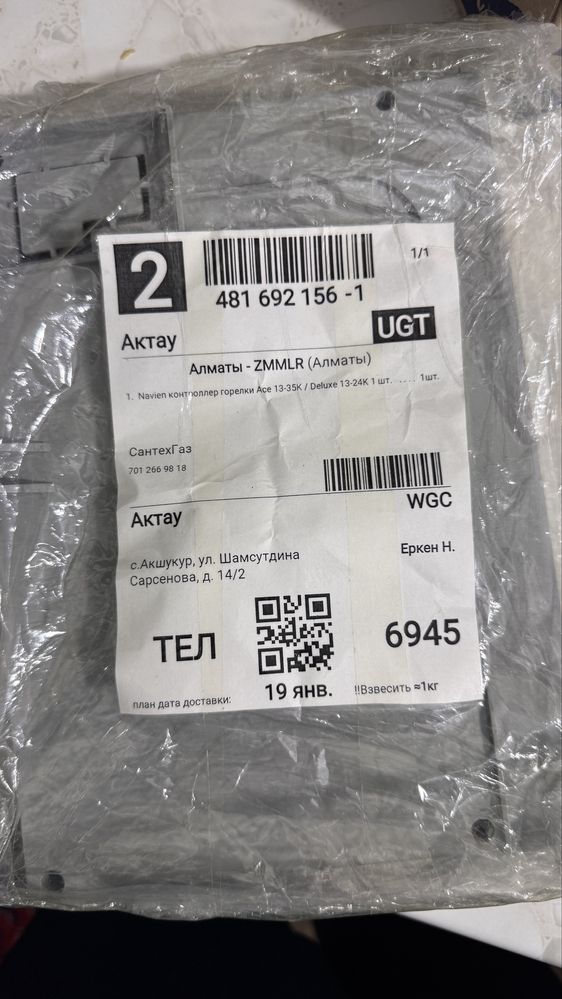 2
1/1
481 692 156 -1
Актау
UGT
Алматы - ZMMLR (Алматы)
1. Navien контроллер горелки Ace 13-35K / Deluxe 13-24K 1 шт. .... 1шт.
СантехГаз
701 266 98 18
Актау
WGC
с.Акшукур, ул. Шамсутдина
Еркен Н.
Сарсенова, д. 14/2
ТЕЛ
6945
план дата доставки:
19 янв.
!!Взвесить ≈1кг